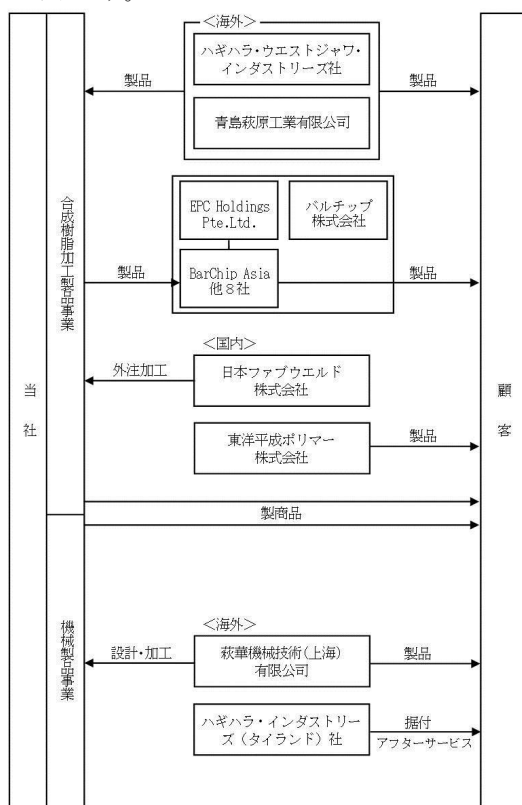 <海外>
ハギハラ・ウエストジャワ・
インダストリーズ社
製品
製品
青島萩原工業有限公司
合成樹脂加工製品事業
EPC Holdings
Pte.Ltd.
バルチップ
株式会社
製品
BarChip Asia
他8社
製品
<国内>
外注加工
日本ファブウエルド
株式会社
当社
顧客
東洋平成ポリマー
株式会社
製品
製商品
機械製品事業
<海外>
設計・加工
萩華機械技術(上海)
有限公司
製品
ハギハラ・インダストリー
ズ（タイランド）社
据付
アフターサービス